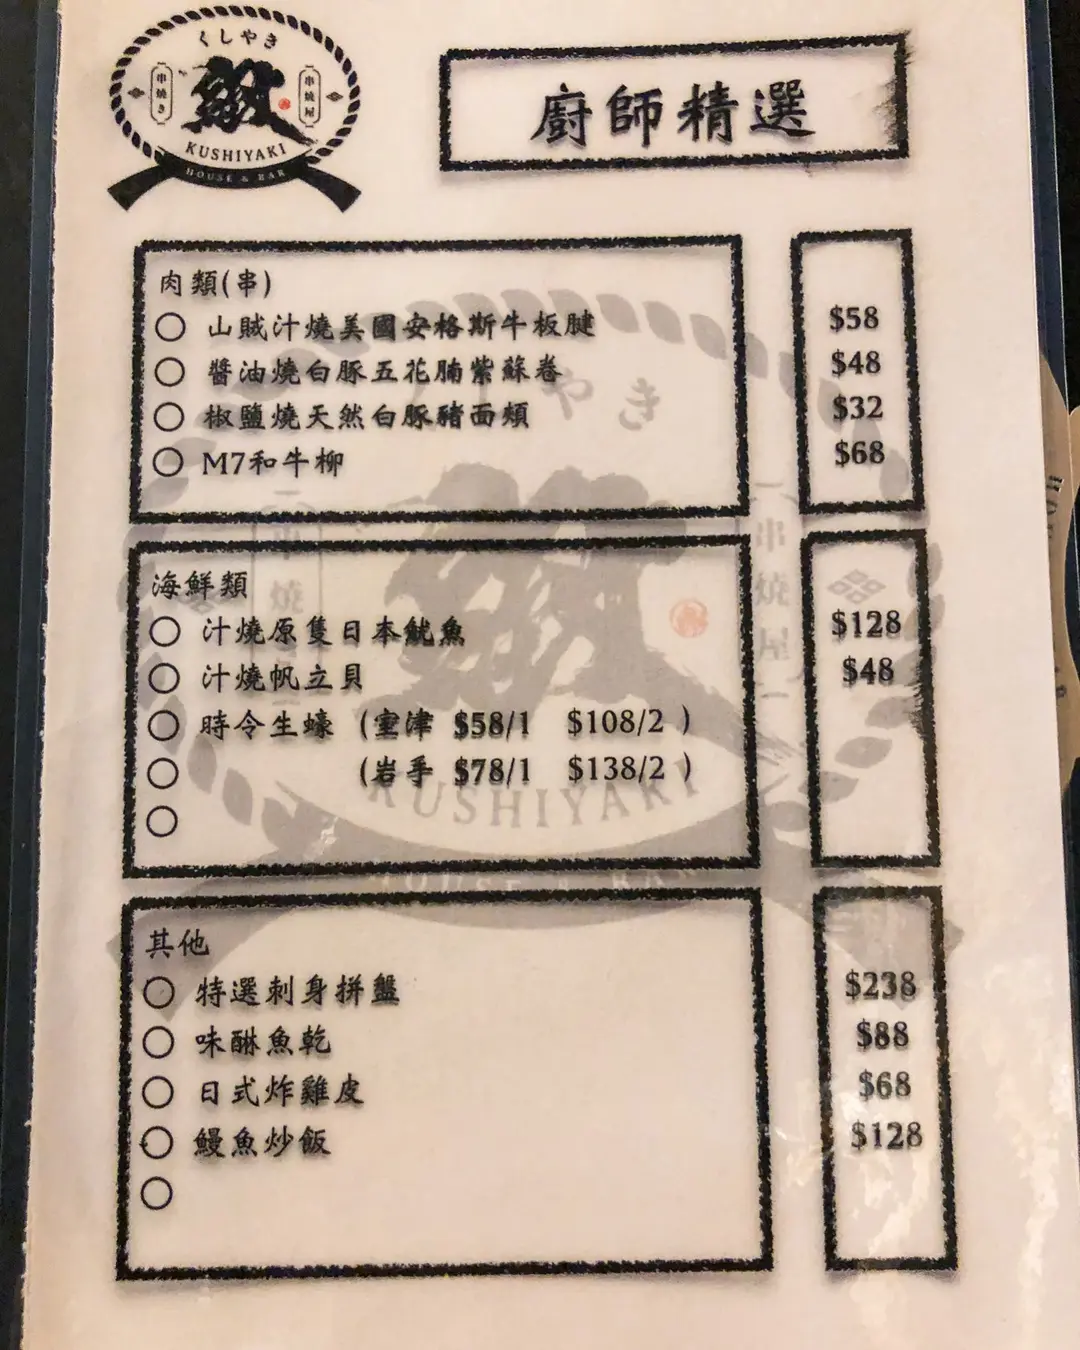 くしやき
串焼き
串燒屋
KUSHIYAKI
HOUSE & BAR
廚師精選
肉類(串)
山賊汁燒美國安格斯牛板腱 $58
醬油燒白豚五花腩紫蘇卷 $48
椒鹽燒天然白豚豬面頰 $32
M7和牛柳 $68
海鮮類
汁燒原隻日本魷魚 $128
汁燒帆立貝 $48
時令生蠔 (室津 $58/1 $108/2 )
(岩手 $78/1 $138/2 )
其他
特選刺身拼盤 $238
味醂魚乾 $88
日式炸雞皮 $68
鰻魚炒飯 $128